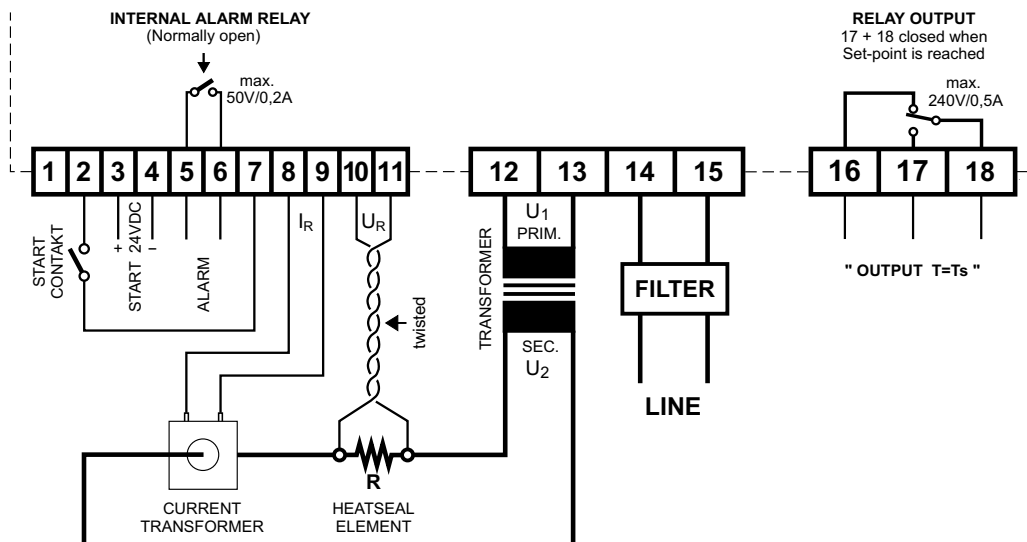 INTERNAL ALARM RELAY
(Normally open)
max.
50V/0,2A
RELAY OUTPUT
17 + 18 closed when
Set-point is reached
max.
240V/0,5A
1 2 3 4 5 6 7 8 9 10 11
12 13 14 15
16 17 18
START
CONTAKT
+ –
START 24VDC
ALARM
IR
UR
twisted
TRANSFORMER
U1
PRIM.
SEC.
U2
FILTER
LINE
" OUTPUT T=Ts "
R
CURRENT
TRANSFORMER
HEATSEAL
ELEMENT